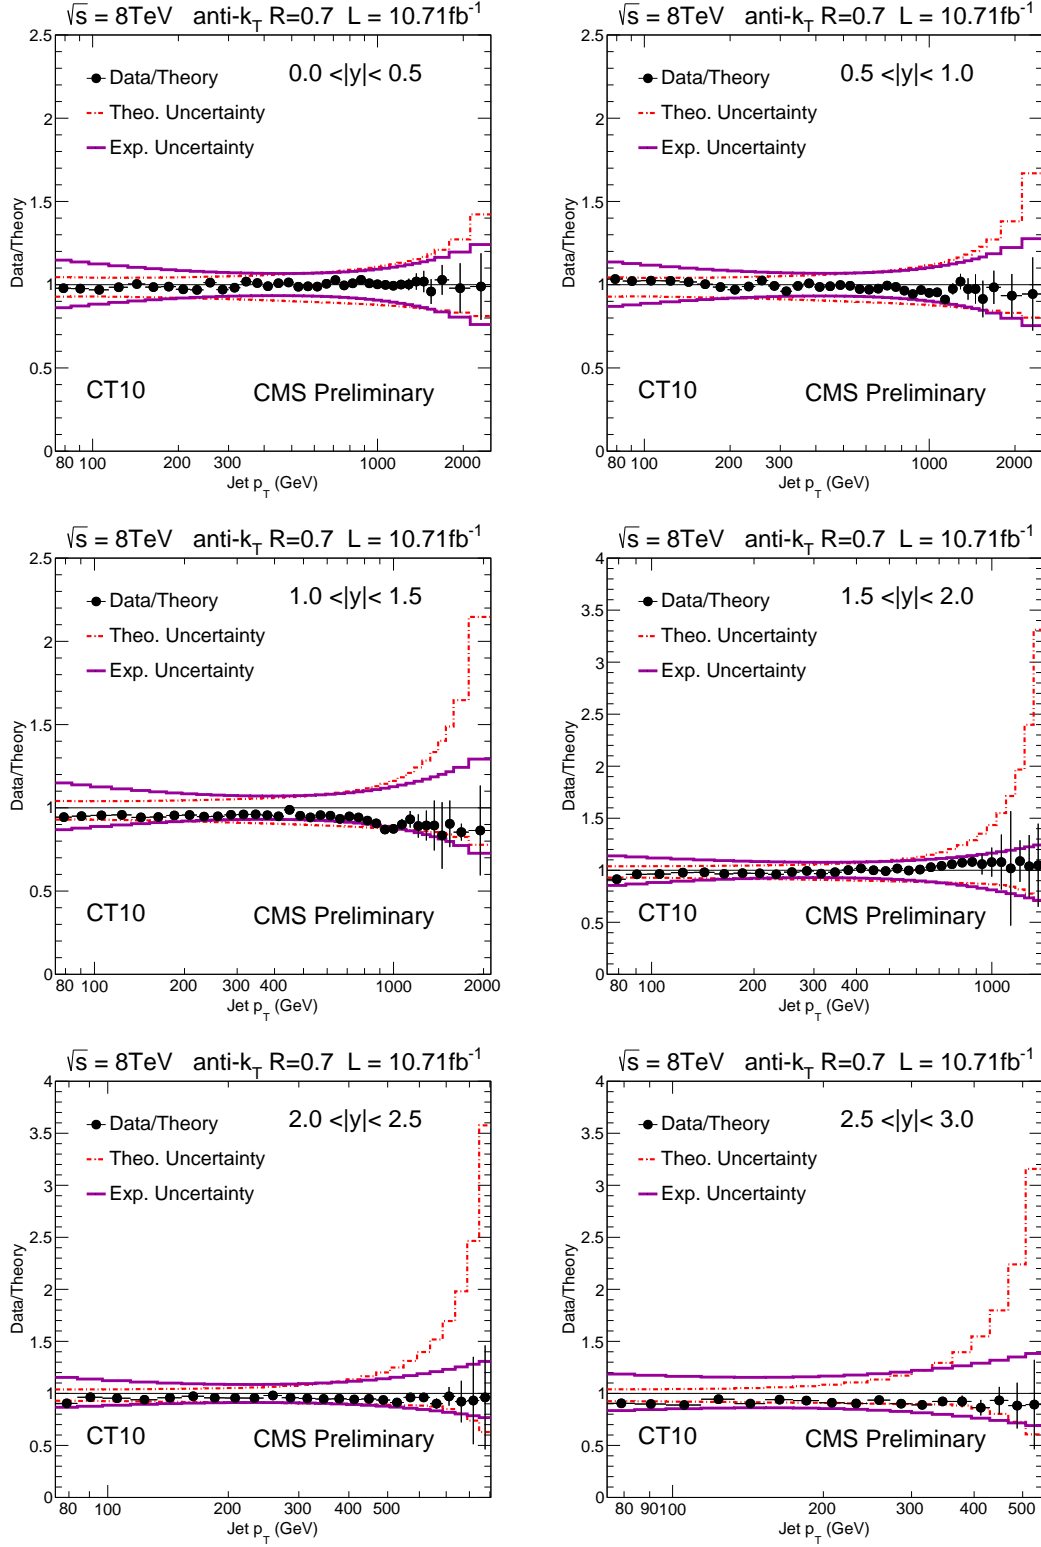 √s = 8TeV anti-k_T R=0.7 L = 10.71fb^-1
2.5
2
1.5
1
0.5
0
Data/Theory
Data/Theory
Theo. Uncertainty
Exp. Uncertainty
0.0 <|y|< 0.5
CT10
CMS Preliminary
80 100 200 300 1000 2000
Jet p_T (GeV)
√s = 8TeV anti-k_T R=0.7 L = 10.71fb^-1
2.5
2
1.5
1
0.5
0
Data/Theory
Data/Theory
Theo. Uncertainty
Exp. Uncertainty
0.5 <|y|< 1.0
CT10
CMS Preliminary
80 100 200 300 1000 2000
Jet p_T (GeV)
√s = 8TeV anti-k_T R=0.7 L = 10.71fb^-1
2.5
2
1.5
1
0.5
0
Data/Theory
Data/Theory
Theo. Uncertainty
Exp. Uncertainty
1.0 <|y|< 1.5
CT10
CMS Preliminary
80 100 200 300 400 1000 2000
Jet p_T (GeV)
√s = 8TeV anti-k_T R=0.7 L = 10.71fb^-1
4
3.5
3
2.5
2
1.5
1
0.5
0
Data/Theory
Data/Theory
Theo. Uncertainty
Exp. Uncertainty
1.5 <|y|< 2.0
CT10
CMS Preliminary
80 100 200 300 400 1000
Jet p_T (GeV)
√s = 8TeV anti-k_T R=0.7 L = 10.71fb^-1
4
3.5
3
2.5
2
1.5
1
0.5
0
Data/Theory
Data/Theory
Theo. Uncertainty
Exp. Uncertainty
2.0 <|y|< 2.5
CT10
CMS Preliminary
80 100 200 300 400 500
Jet p_T (GeV)
√s = 8TeV anti-k_T R=0.7 L = 10.71fb^-1
4
3.5
3
2.5
2
1.5
1
0.5
0
Data/Theory
Data/Theory
Theo. Uncertainty
Exp. Uncertainty
2.5 <|y|< 3.0
CT10
CMS Preliminary
80 90 100 200 300 400 500
Jet p_T (GeV)